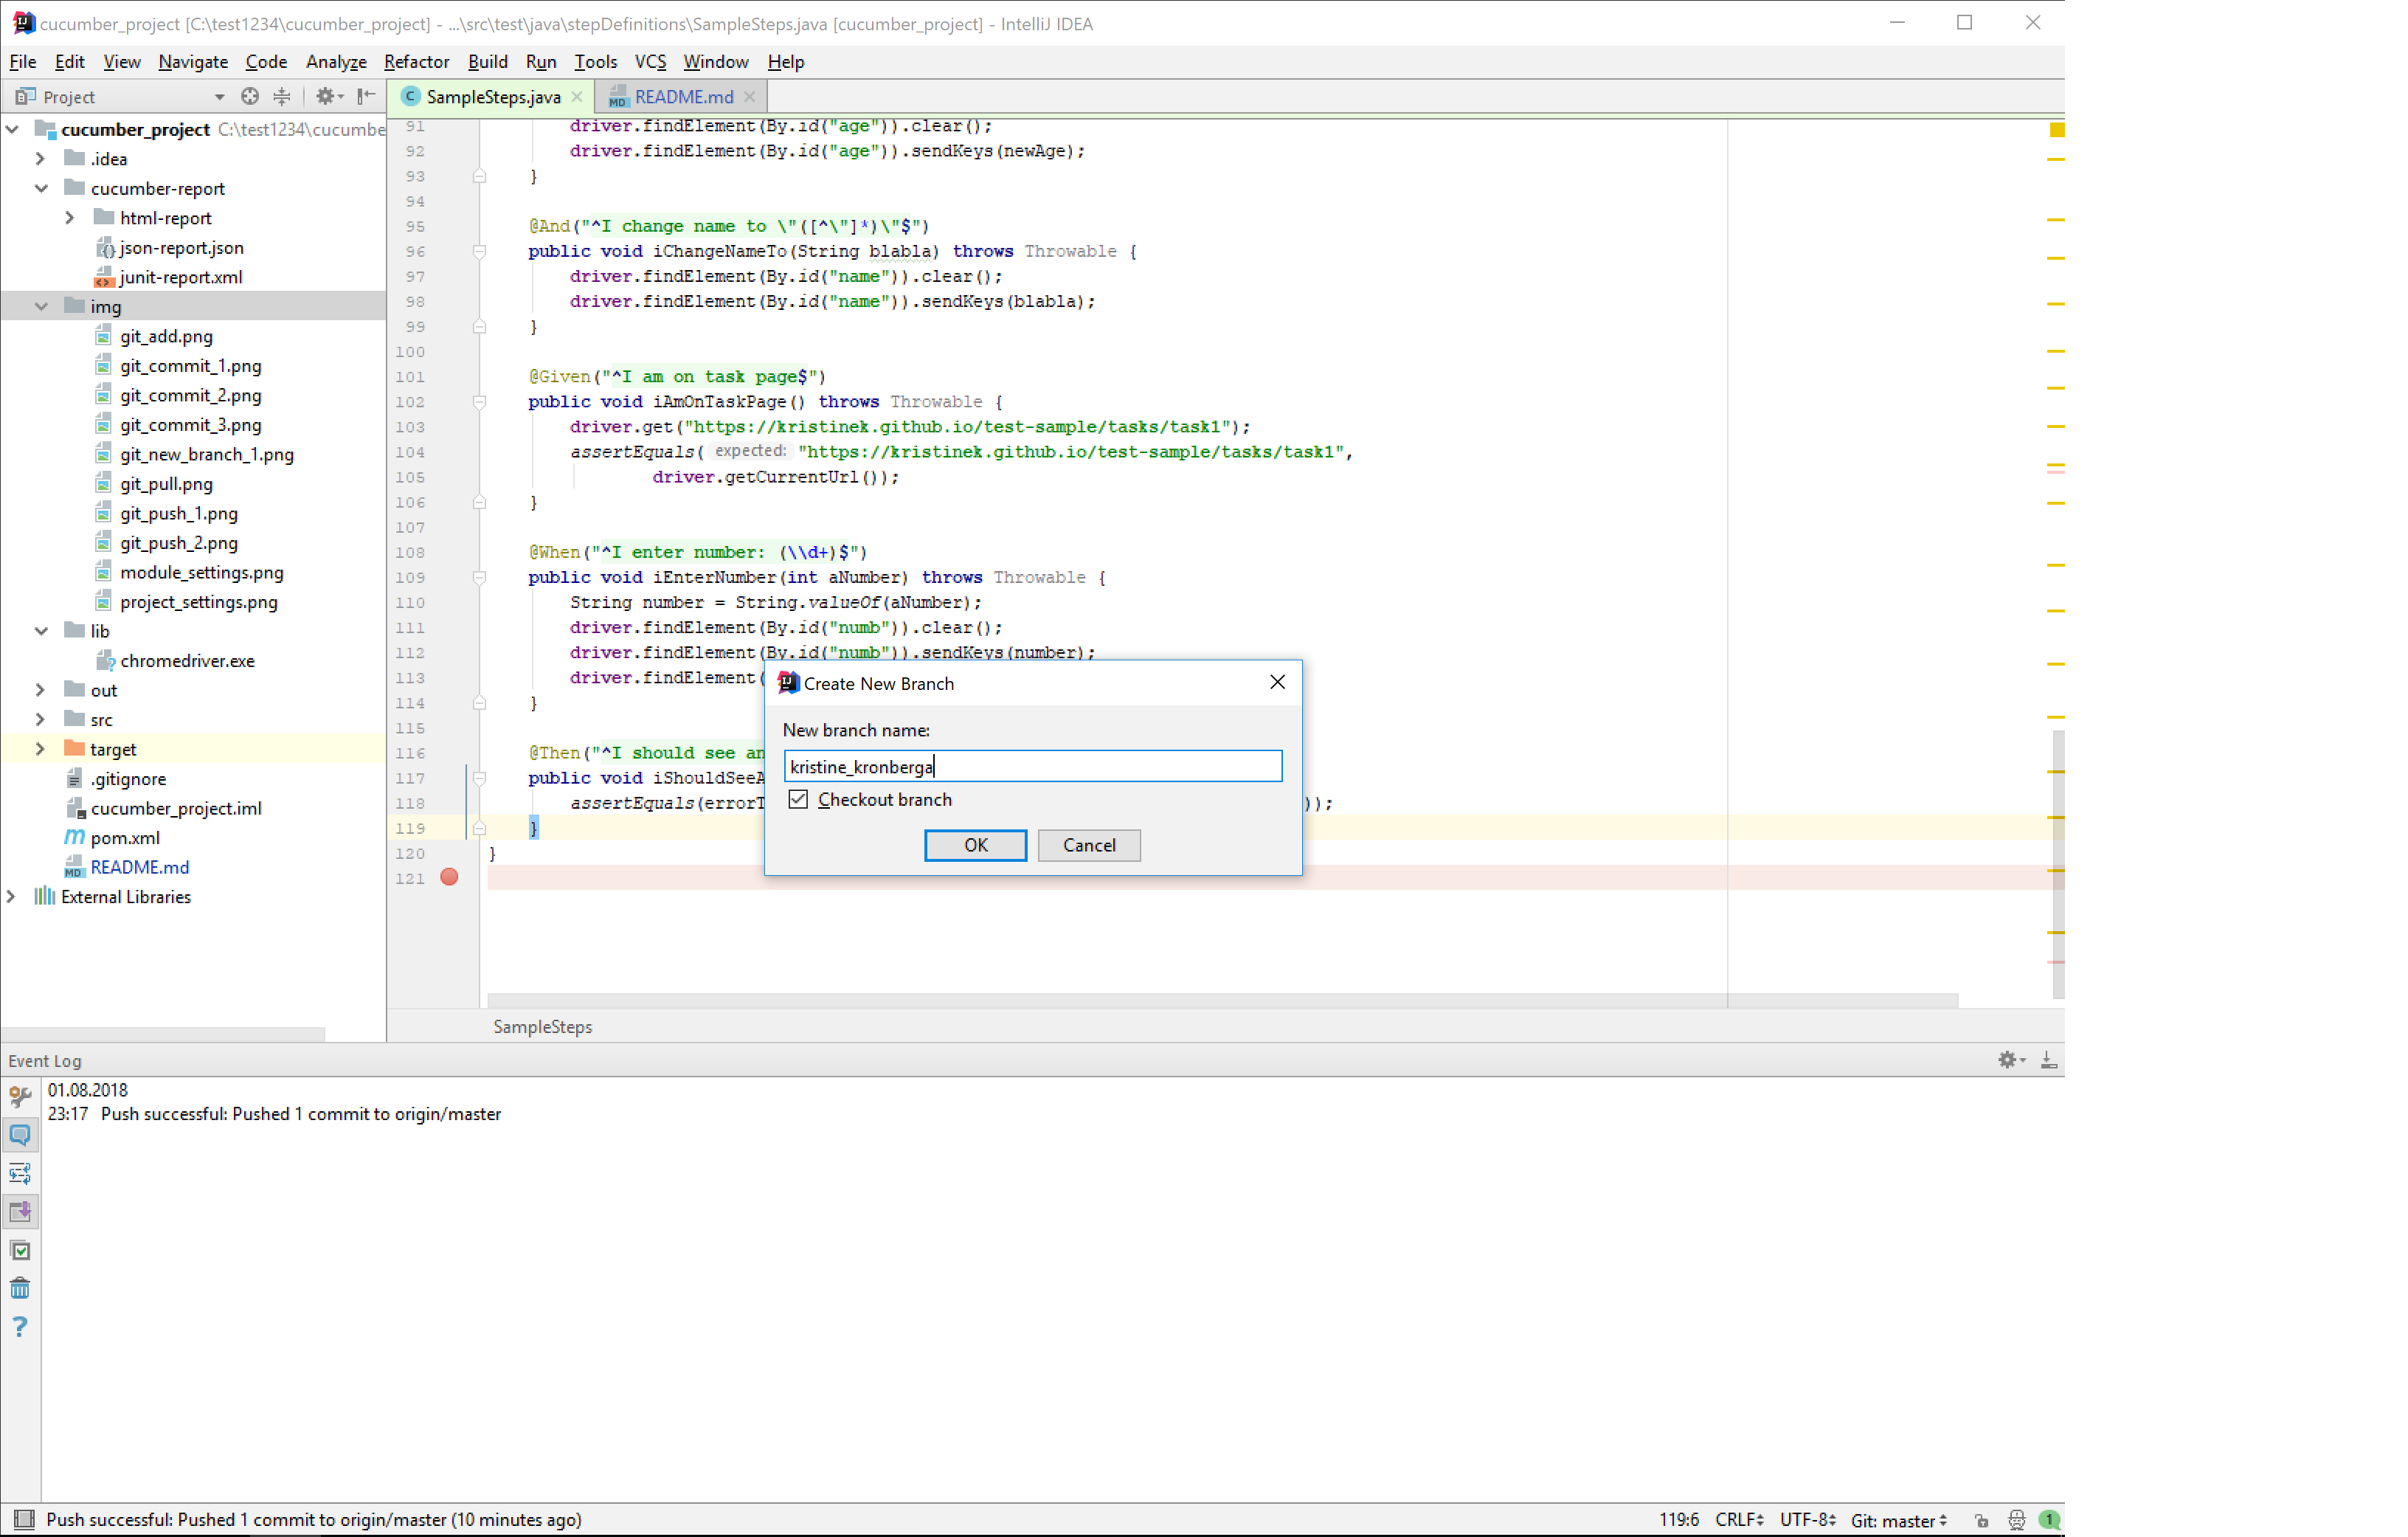 cucumber_project [C:\test1234\cucumber_project] - ...\src\test\java\stepDefinitions\SampleSteps.java [cucumber_project] - IntelliJ IDEA
File Edit View Navigate Code Analyze Refactor Build Run Tools VCS Window Help
Project
SampleSteps.java
MD README.md
cucumber_project C:\test1234\cucumbe
.idea
cucumber-report
html-report
json-report.json
junit-report.xml
img
git_add.png
git_commit_1.png
git_commit_2.png
git_commit_3.png
git_new_branch_1.png
git_pull.png
git_push_1.png
git_push_2.png
module_settings.png
project_settings.png
lib
chromedriver.exe
out
src
target
.gitignore
cucumber_project.iml
pom.xml
MD README.md
External Libraries
91 driver.findElement(By.id("age")).clear();
92 driver.findElement(By.id("age")).sendKeys(newAge);
93 }
94
95 @And("^I change name to \"([^\"]*)\"$")
96 public void iChangeNameTo(String blabla) throws Throwable {
97 driver.findElement(By.id("name")).clear();
98 driver.findElement(By.id("name")).sendKeys(blabla);
99 }
100
101 @Given("^I am on task page$")
102 public void iAmOnTaskPage() throws Throwable {
103 driver.get("https://kristinek.github.io/test-sample/tasks/task1");
104 assertEquals( expected: "https://kristinek.github.io/test-sample/tasks/task1",
105 driver.getCurrentUrl());
106 }
107
108 @When("^I enter number: (\\d+)$")
109 public void iEnterNumber(int aNumber) throws Throwable {
110 String number = String.valueOf(aNumber);
111 driver.findElement(By.id("numb")).clear();
112 driver.findElement(By.id("numb")).sendKeys(number);
113 driver.findElement(
114 }
115
116 @Then("^I should see an
117 public void iShouldSeeA
118 assertEquals(errorT ));
119 }
120 }
121
Create New Branch
New branch name:
kristine_kronberga
Checkout branch
OK Cancel
SampleSteps
Event Log
01.08.2018
23:17 Push successful: Pushed 1 commit to origin/master
Push successful: Pushed 1 commit to origin/master (10 minutes ago)
119:6 CRLF UTF-8 Git: master 1